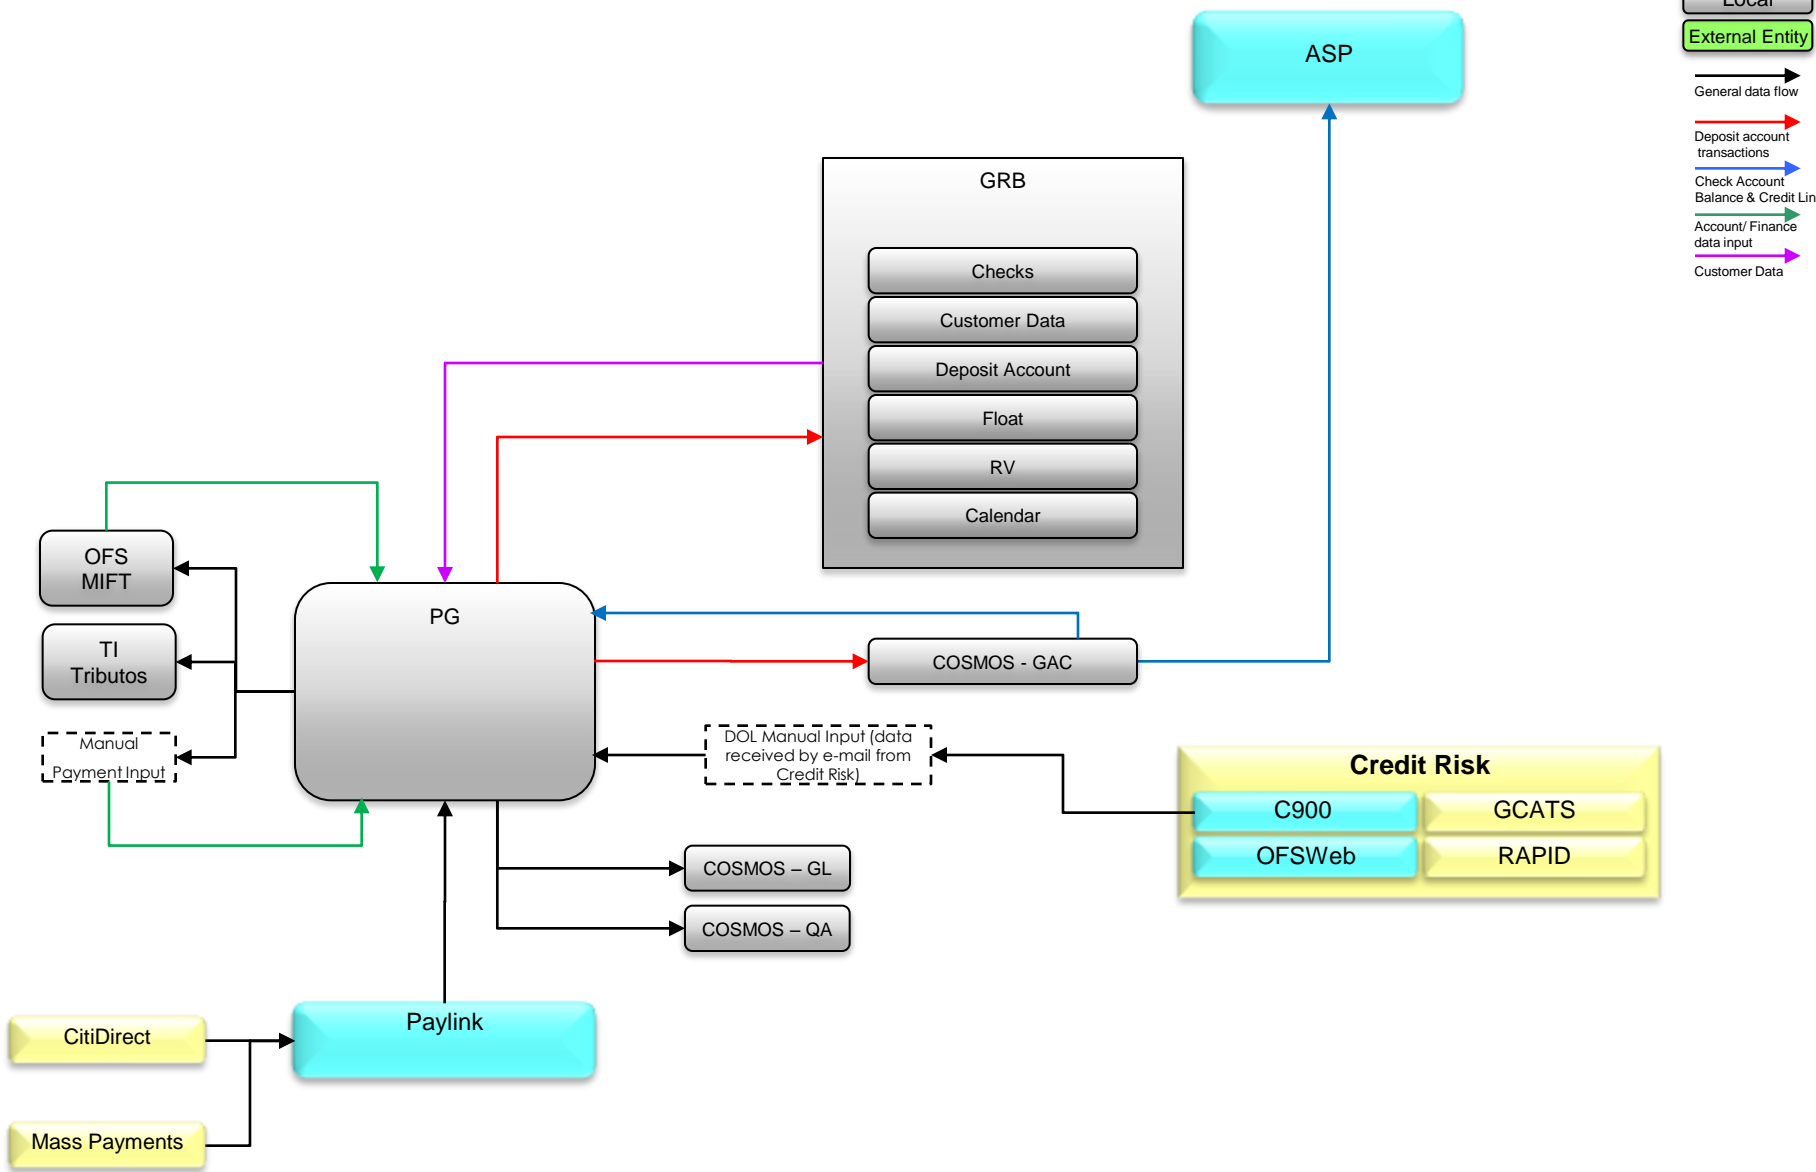 Local
External Entity
General data flow
Deposit account
transactions
Check Account
Balance & Credit Lin
Account/ Finance
data input
Customer Data
ASP
GRB
Checks
Customer Data
Deposit Account
Float
RV
Calendar
OFS
MIFT
TI
Tributos
Manual
Payment Input
PG
COSMOS - GAC
DOL Manual Input (data
received by e-mail from
Credit Risk)
Credit Risk
C900
GCATS
OFSWeb
RAPID
COSMOS – GL
COSMOS – QA
Paylink
CitiDirect
Mass Payments